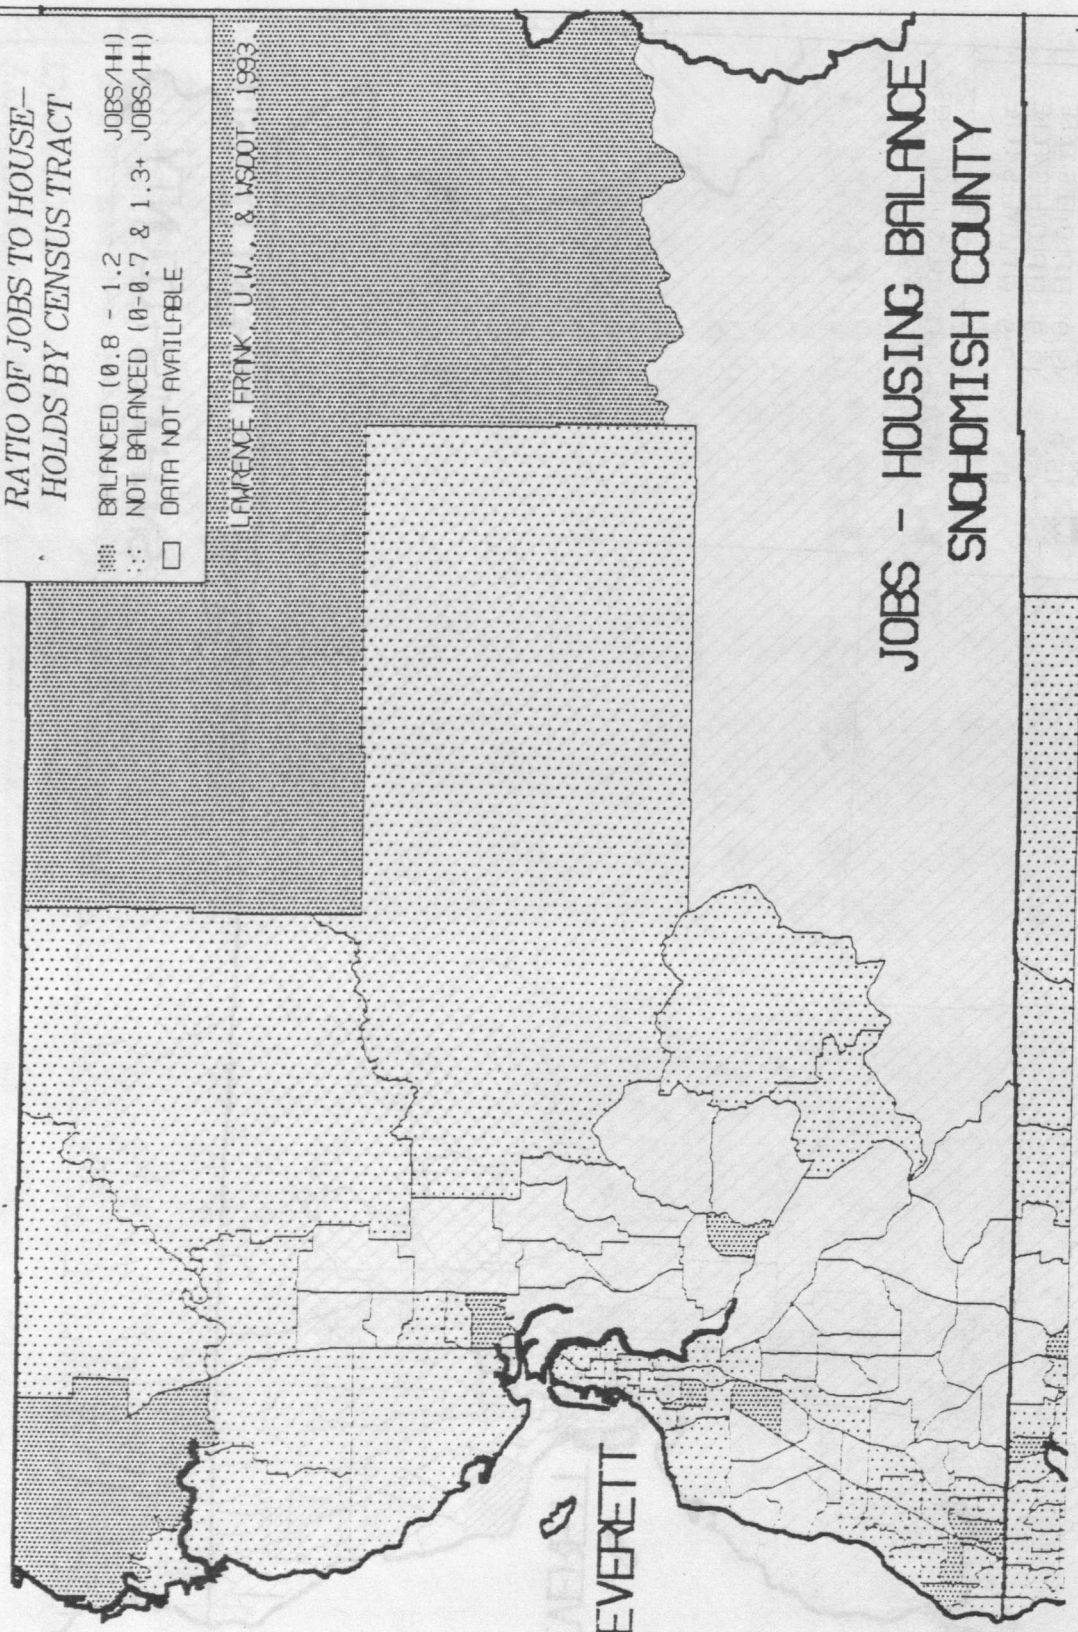 RATIO OF JOBS TO HOUSE-
HOLDS BY CENSUS TRACT
BALANCED (0.8 - 1.2 JOBS/HH)
NOT BALANCED (0-0.7 & 1.3+ JOBS/HH)
DATA NOT AVAILABLE
LAWRENCE FRANK U.W. & WSDOT, 1993
JOBS - HOUSING BALANCE
SNOHOMISH COUNTY
EVERETT